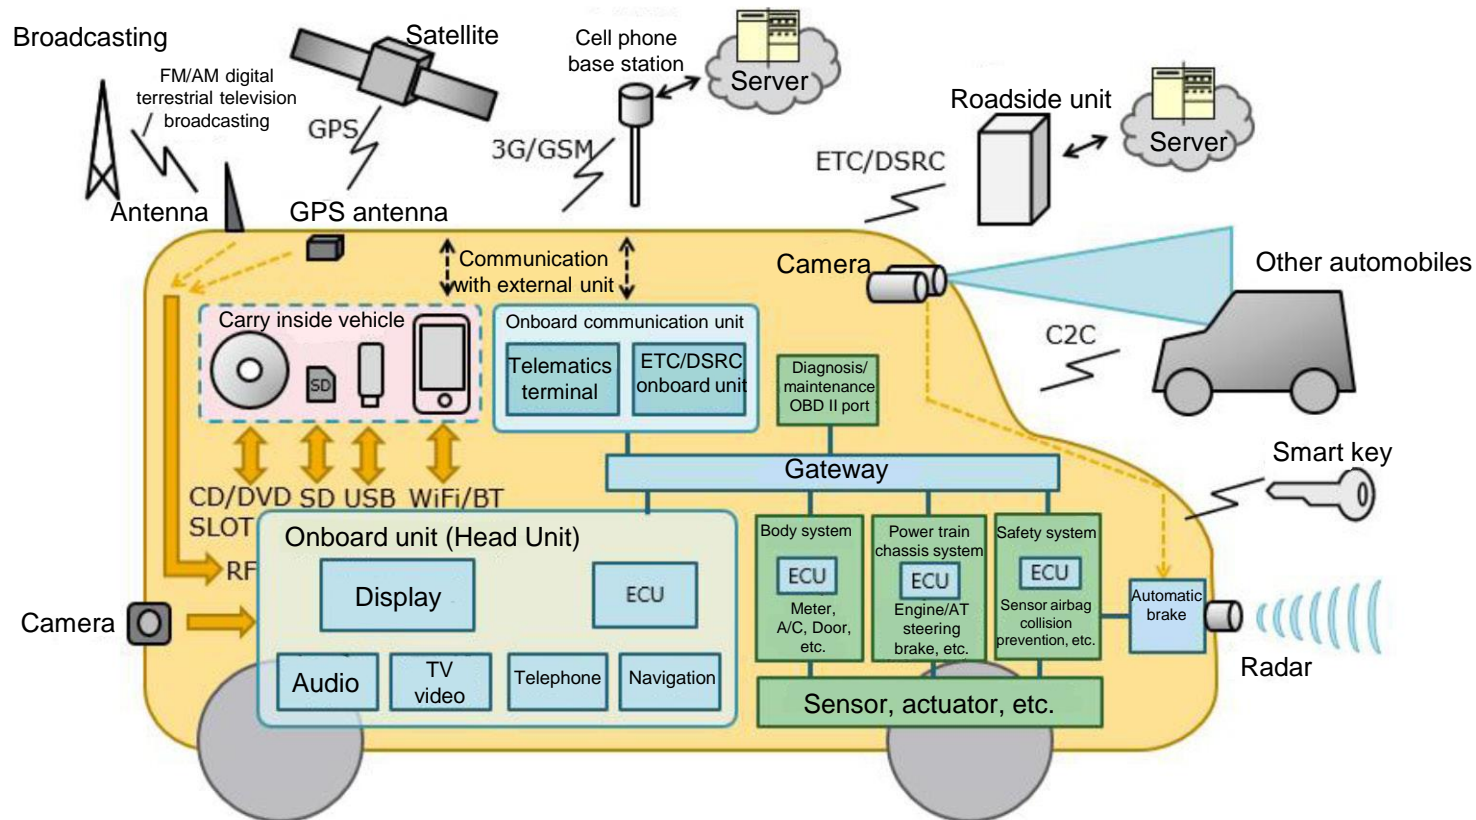 Broadcasting
FM/AM digital
terrestrial television
broadcasting
Satellite
GPS
Cell phone
base station
Server
3G/GSM
Roadside unit
Server
ETC/DSRC
Antenna
GPS antenna
Communication
with external unit
Camera
Other automobiles
C2C
Carry inside vehicle
SD
Onboard communication unit
Telematics
terminal
ETC/DSRC
onboard unit
Diagnosis/
maintenance
OBD II port
Smart key
Gateway
CD/DVD
SLOT
SD
USB
WiFi/BT
RF
Camera
Onboard unit (Head Unit)
Display
ECU
Audio
TV
video
Telephone
Navigation
Body system
ECU
Meter,
A/C, Door,
etc.
Power train
chassis system
ECU
Engine/AT
steering
brake, etc.
Safety system
ECU
Sensor airbag
collision
prevention, etc.
Automatic
brake
Radar
Sensor, actuator, etc.